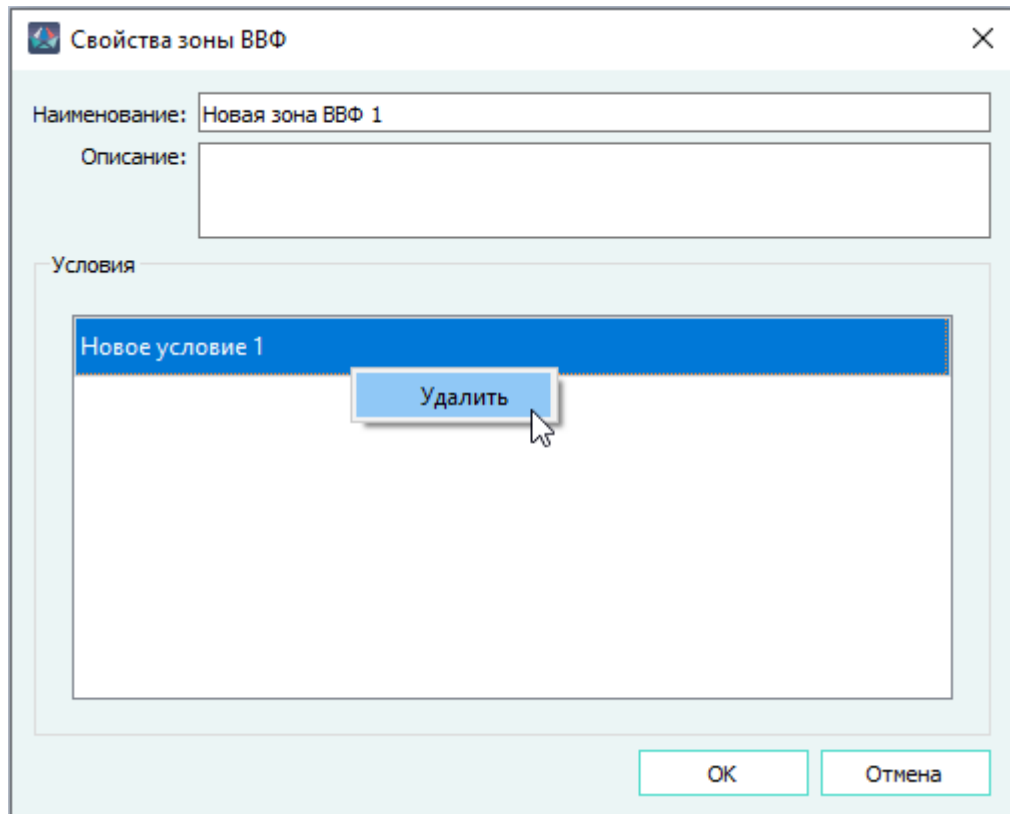 Свойства зоны ВВФ
Наименование: Новая зона ВВФ 1
Описание:
Условия
Новое условие 1
Удалить
OK Отмена